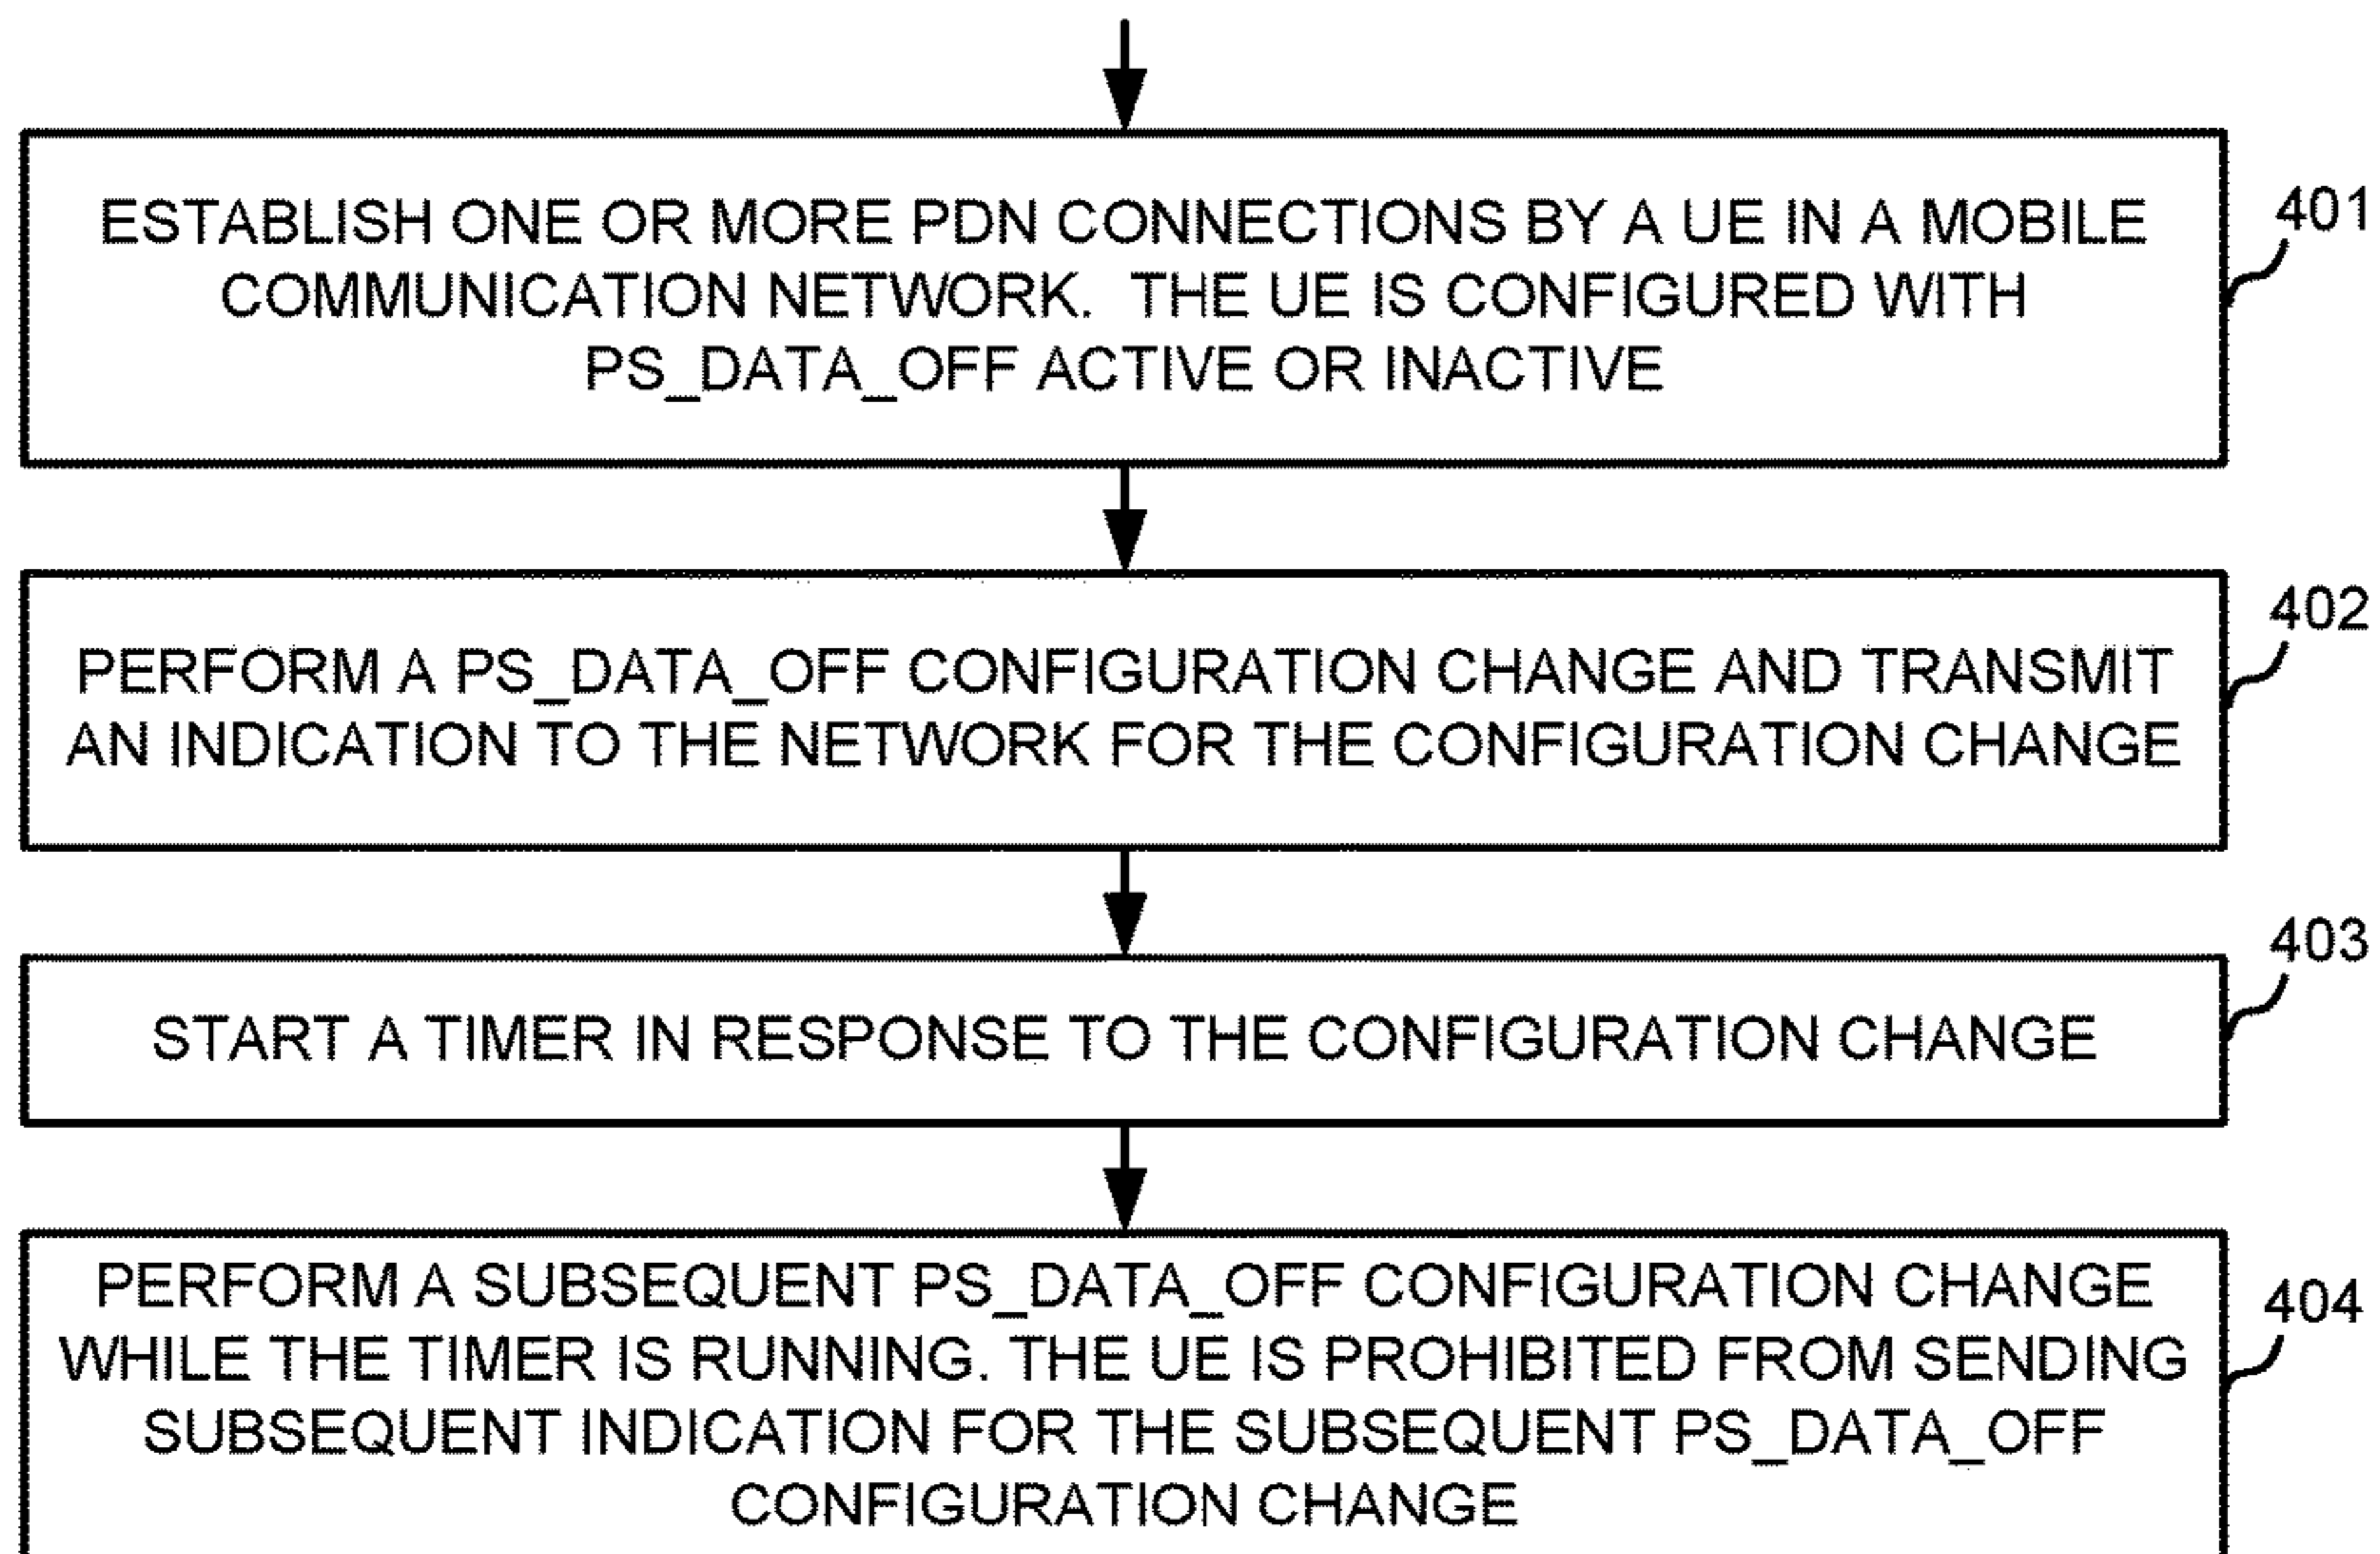 ESTABLISH ONE OR MORE PDN CONNECTIONS BY A UE IN A MOBILE
COMMUNICATION NETWORK. THE UE IS CONFIGURED WITH
PS_DATA_OFF ACTIVE OR INACTIVE
401
PERFORM A PS_DATA_OFF CONFIGURATION CHANGE AND TRANSMIT
AN INDICATION TO THE NETWORK FOR THE CONFIGURATION CHANGE
402
START A TIMER IN RESPONSE TO THE CONFIGURATION CHANGE
403
PERFORM A SUBSEQUENT PS_DATA_OFF CONFIGURATION CHANGE
WHILE THE TIMER IS RUNNING. THE UE IS PROHIBITED FROM SENDING
SUBSEQUENT INDICATION FOR THE SUBSEQUENT PS_DATA_OFF
CONFIGURATION CHANGE
404